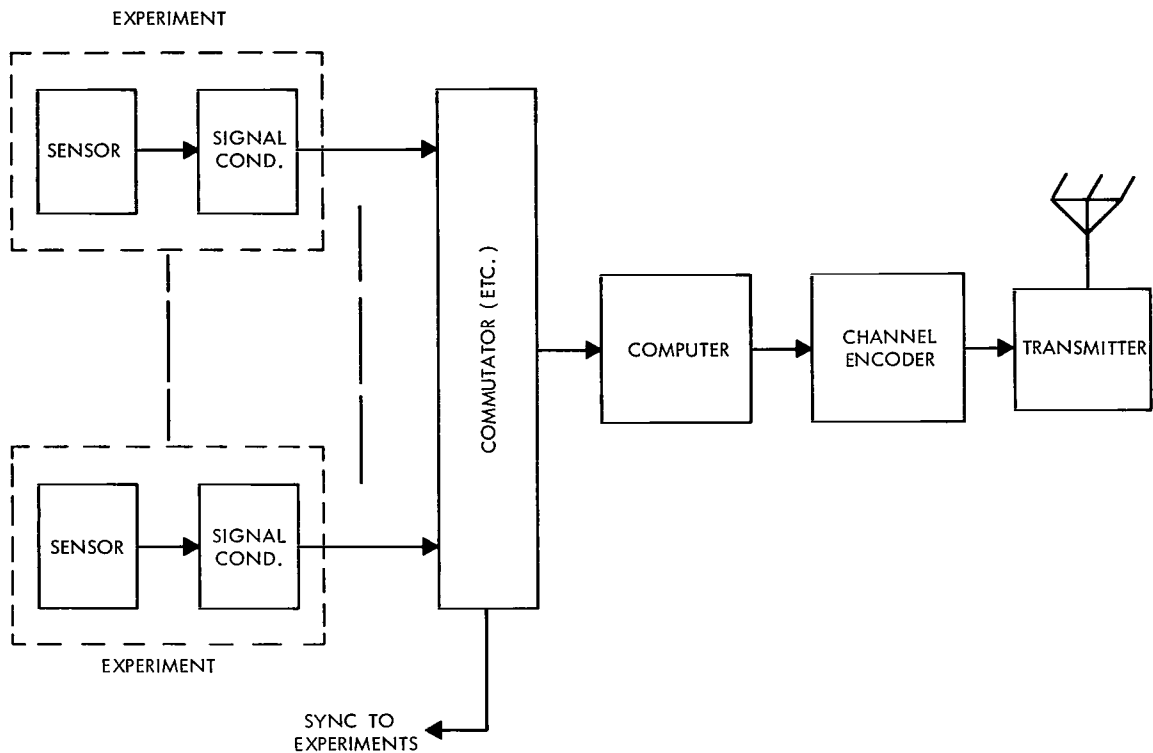 EXPERIMENT
SENSOR
SIGNAL
COND.
COMMUTATOR (ETC.)
COMPUTER
CHANNEL
ENCODER
TRANSMITTER
SENSOR
SIGNAL
COND.
EXPERIMENT
SYNC TO
EXPERIMENTS